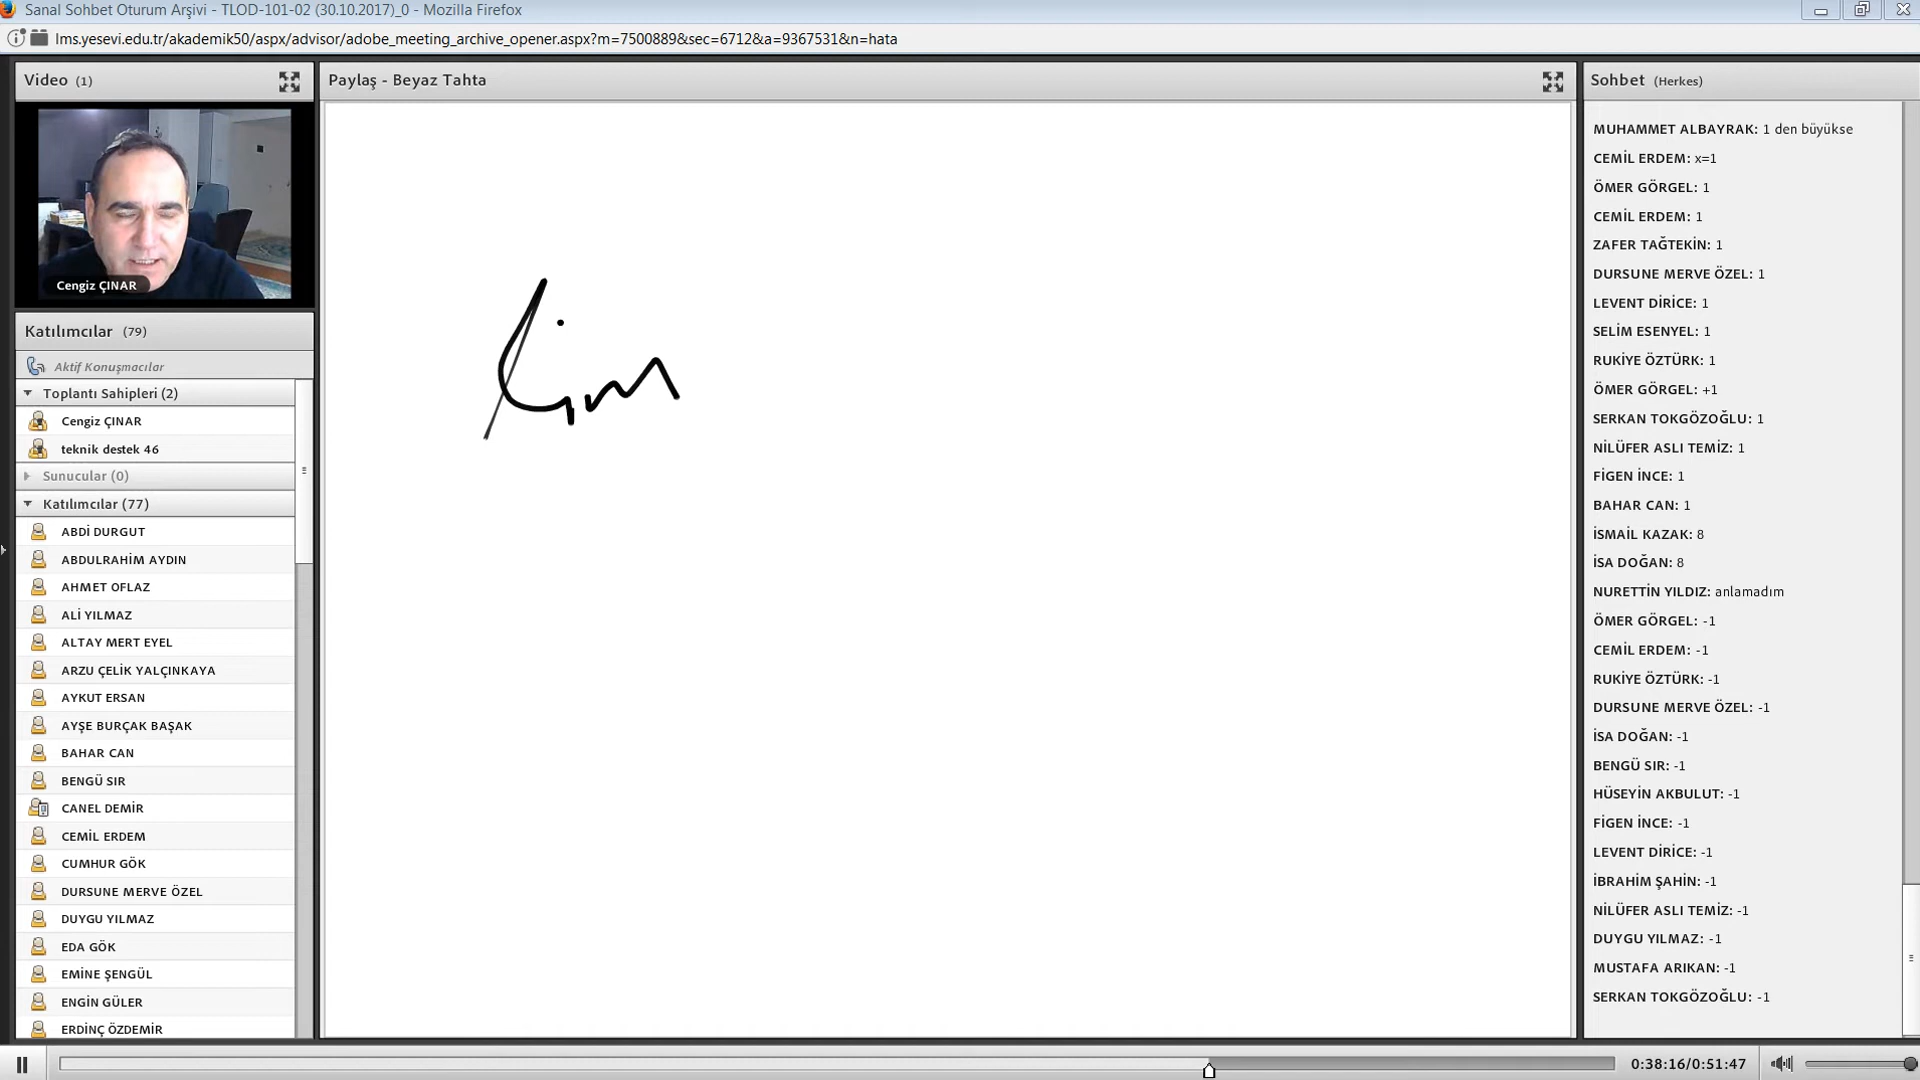 Sanal Sohbet Oturum Arşivi - TLOD-101-02 (30.10.2017)_0 - Mozilla Firefox
lms.yesevi.edu.tr/akademik50/aspx/advisor/adobe_meeting_archive_opener.aspx?m=7500889&sec=6712&a=9367531&n=hata
Video (1)
Cengiz ÇINAR
Katılımcılar (79)
Aktif Konuşmacılar
Toplantı Sahipleri (2)
Cengiz ÇINAR
teknik destek 46
Sunucular (0)
Katılımcılar (77)
ABDİ DURGUT
ABDULRAHİM AYDIN
AHMET OFLAZ
ALİ YILMAZ
ALTAY MERT EYEL
ARZU ÇELİK YALÇINKAYA
AYKUT ERSAN
AYŞE BURÇAK BAŞAK
BAHAR CAN
BENGÜ SIR
CANEL DEMİR
CEMİL ERDEM
CUMHUR GÖK
DURSUNE MERVE ÖZEL
DUYGU YILMAZ
EDA GÖK
EMİNE ŞENGÜL
ENGİN GÜLER
ERDİNÇ ÖZDEMİR
Paylaş - Beyaz Tahta
lim
Sohbet (Herkes)
MUHAMMET ALBAYRAK: 1 den büyükse
CEMİL ERDEM: x=1
ÖMER GÖRGEL: 1
CEMİL ERDEM: 1
ZAFER TAĞTEKİN: 1
DURSUNE MERVE ÖZEL: 1
LEVENT DİRİCE: 1
SELİM ESENYEL: 1
RUKİYE ÖZTÜRK: 1
ÖMER GÖRGEL: +1
SERKAN TOKGÖZOĞLU: 1
NİLÜFER ASLI TEMİZ: 1
FİGEN İNCE: 1
BAHAR CAN: 1
İSMAİL KAZAK: 8
İSA DOĞAN: 8
NURETTİN YILDIZ: anlamadım
ÖMER GÖRGEL: -1
CEMİL ERDEM: -1
RUKİYE ÖZTÜRK: -1
DURSUNE MERVE ÖZEL: -1
İSA DOĞAN: -1
BENGÜ SIR: -1
HÜSEYİN AKBULUT: -1
FİGEN İNCE: -1
LEVENT DİRİCE: -1
İBRAHİM ŞAHİN: -1
NİLÜFER ASLI TEMİZ: -1
DUYGU YILMAZ: -1
MUSTAFA ARIKAN: -1
SERKAN TOKGÖZOĞLU: -1
0:38:16/0:51:47